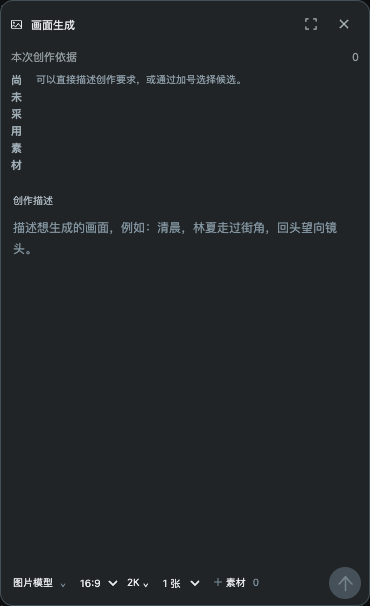 画面生成
本次创作依据 0
尚未采用素材
可以直接描述创作要求，或通过加号选择候选。
创作描述
描述想生成的画面，例如：清晨，林夏走过街角，回头望向镜
头。
图片模型 16:9 2K 1 张 + 素材 0